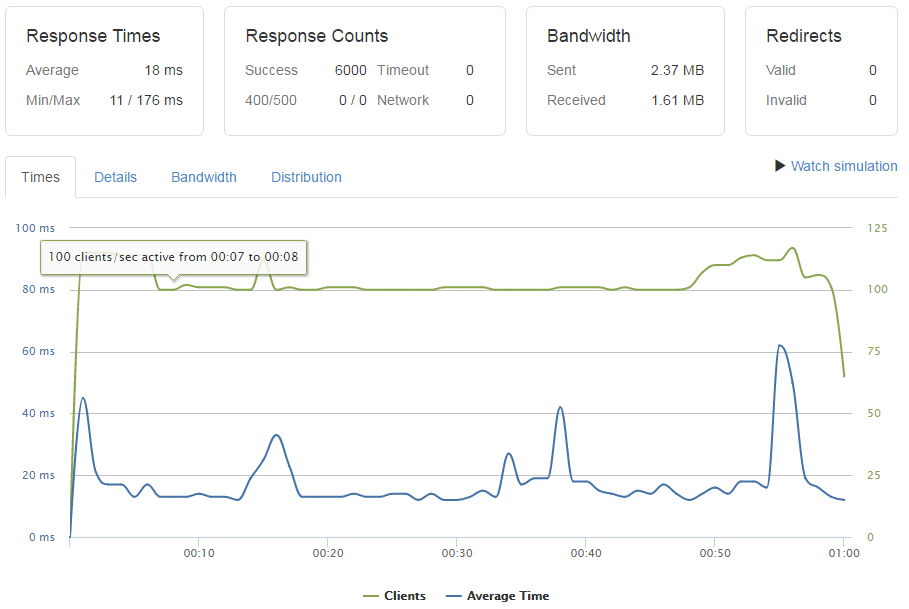 Response Times
Average 18 ms
Min/Max 11 / 176 ms
Response Counts
Success 6000 Timeout 0
400/500 0 / 0 Network 0
Bandwidth
Sent 2.37 MB
Received 1.61 MB
Redirects
Valid 0
Invalid 0
Times Details Bandwidth Distribution
Watch simulation
100 ms 125
100 clients/sec active from 00:07 to 00:08
80 ms 100
60 ms 75
40 ms 50
20 ms 25
0 ms 0
00:10 00:20 00:30 00:40 00:50 01:00
Clients Average Time